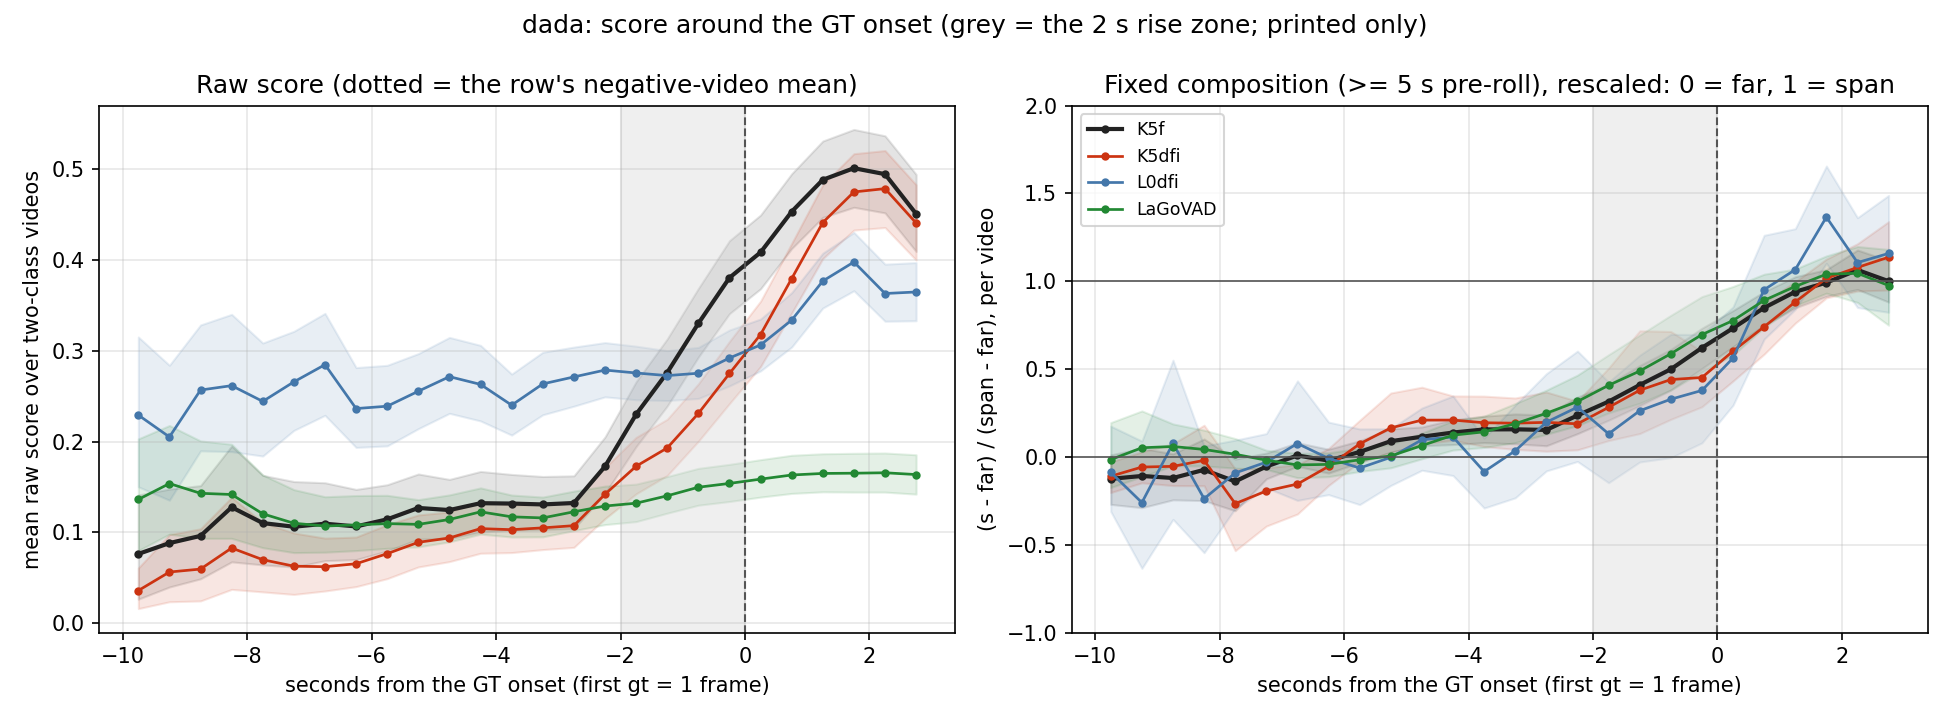 dada: score around the GT onset (grey = the 2 s rise zone; printed only)
Raw score (dotted = the row's negative-video mean)
mean raw score over two-class videos
0.5
0.4
0.3
0.2
0.1
0.0
−10
−8
−6
−4
−2
0
2
seconds from the GT onset (first gt = 1 frame)
Fixed composition (>= 5 s pre-roll), rescaled: 0 = far, 1 = span
(s - far) / (span - far), per video
2.0
1.5
1.0
0.5
0.0
−0.5
−1.0
K5f
K5dfi
L0dfi
LaGoVAD
−10
−8
−6
−4
−2
0
2
seconds from the GT onset (first gt = 1 frame)